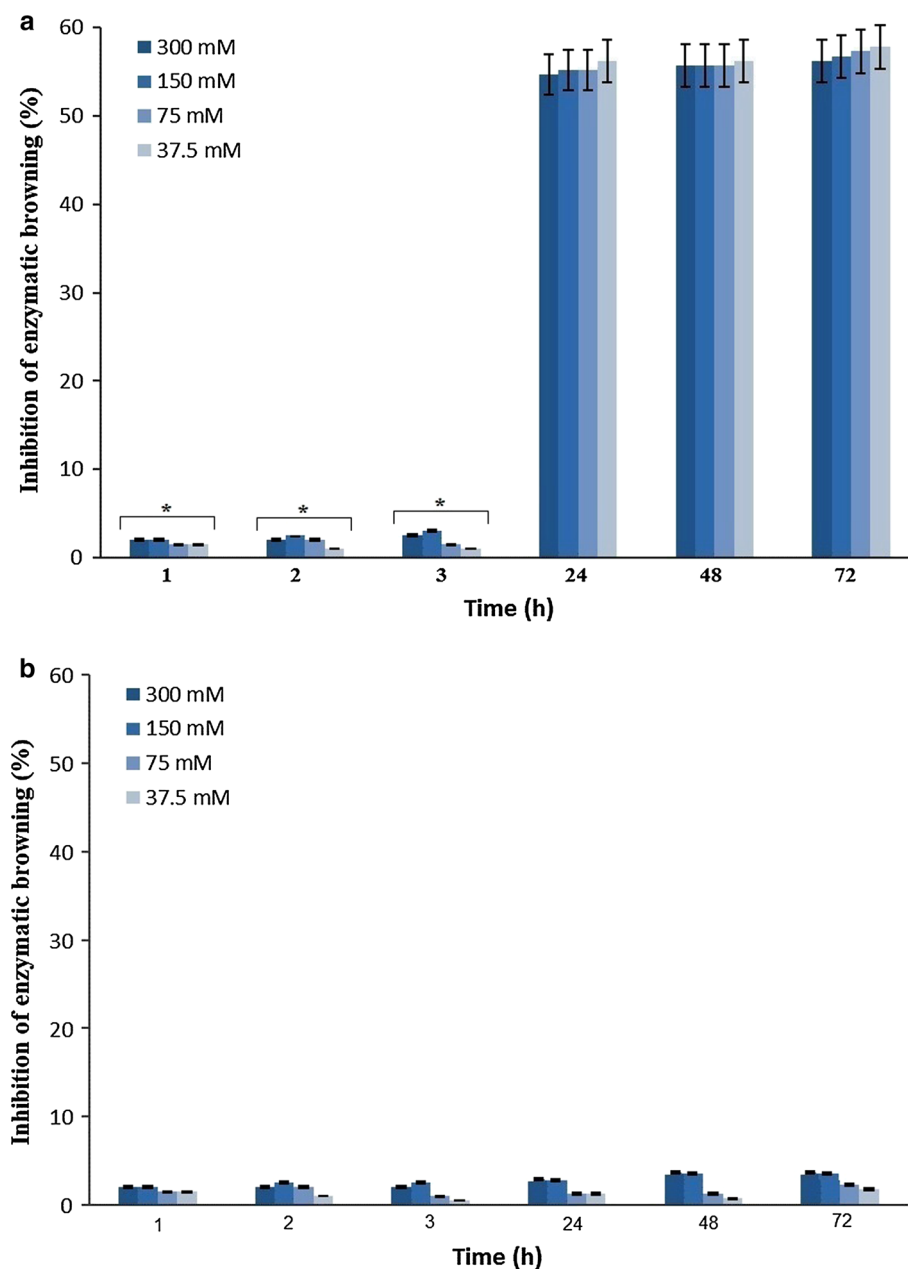 a
Inhibition of enzymatic browning (%)
60
50
40
30
20
10
0
300 mM
150 mM
75 mM
37.5 mM
* * *
1 2 3 24 48 72
Time (h)
b
Inhibition of enzymatic browning (%)
60
50
40
30
20
10
0
300 mM
150 mM
75 mM
37.5 mM
1 2 3 24 48 72
Time (h)